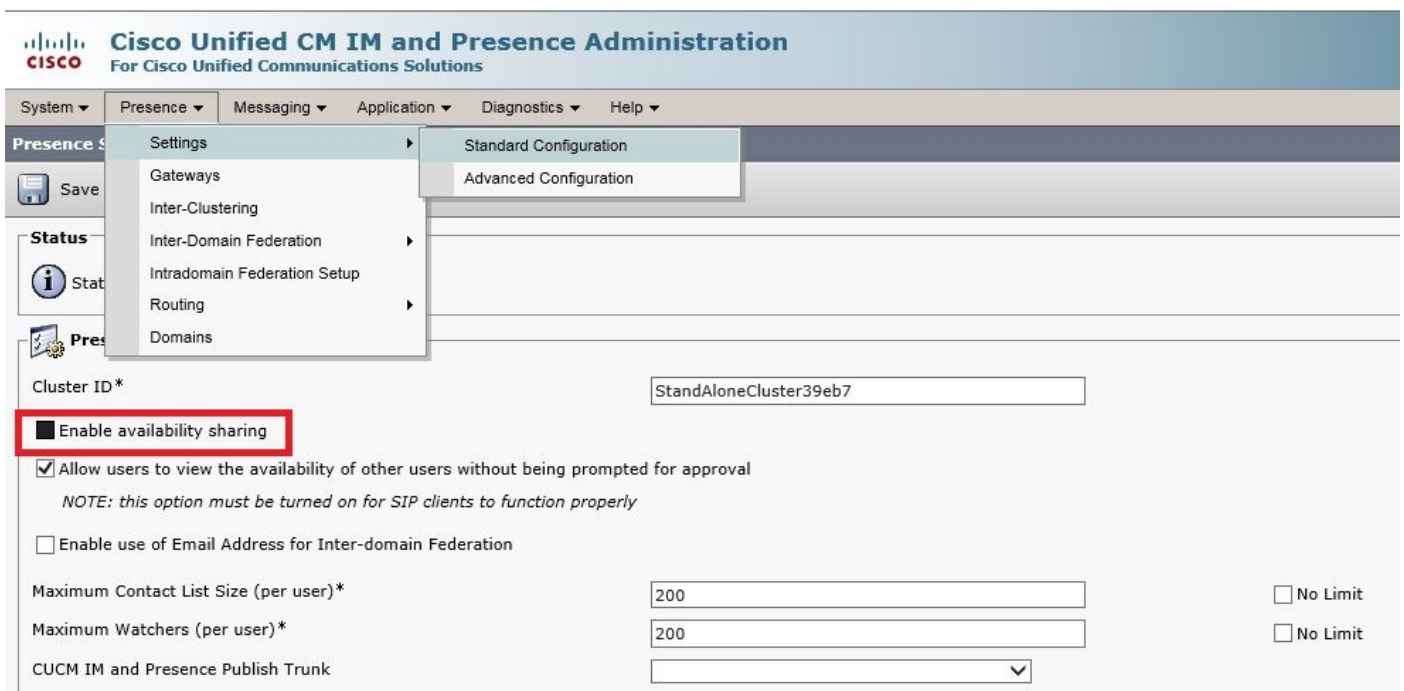 CISCO
Cisco Unified CM IM and Presence Administration
For Cisco Unified Communications Solutions
System Presence Messaging Application Diagnostics Help
Presence S
Settings
Standard Configuration
Save
Gateways
Advanced Configuration
Inter-Clustering
Status
Inter-Domain Federation
Stat
Intradomain Federation Setup
Routing
Pres
Domains
Cluster ID* StandAloneCluster39eb7
Enable availability sharing
Allow users to view the availability of other users without being prompted for approval
NOTE: this option must be turned on for SIP clients to function properly
Enable use of Email Address for Inter-domain Federation
Maximum Contact List Size (per user)* 200 No Limit
Maximum Watchers (per user)* 200 No Limit
CUCM IM and Presence Publish Trunk